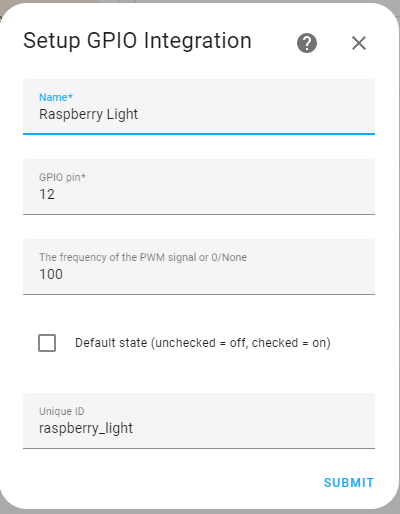 Setup GPIO Integration
Name*
Raspberry Light
GPIO pin*
12
The frequency of the PWM signal or 0/None
100
Default state (unchecked = off, checked = on)
Unique ID
raspberry_light
SUBMIT